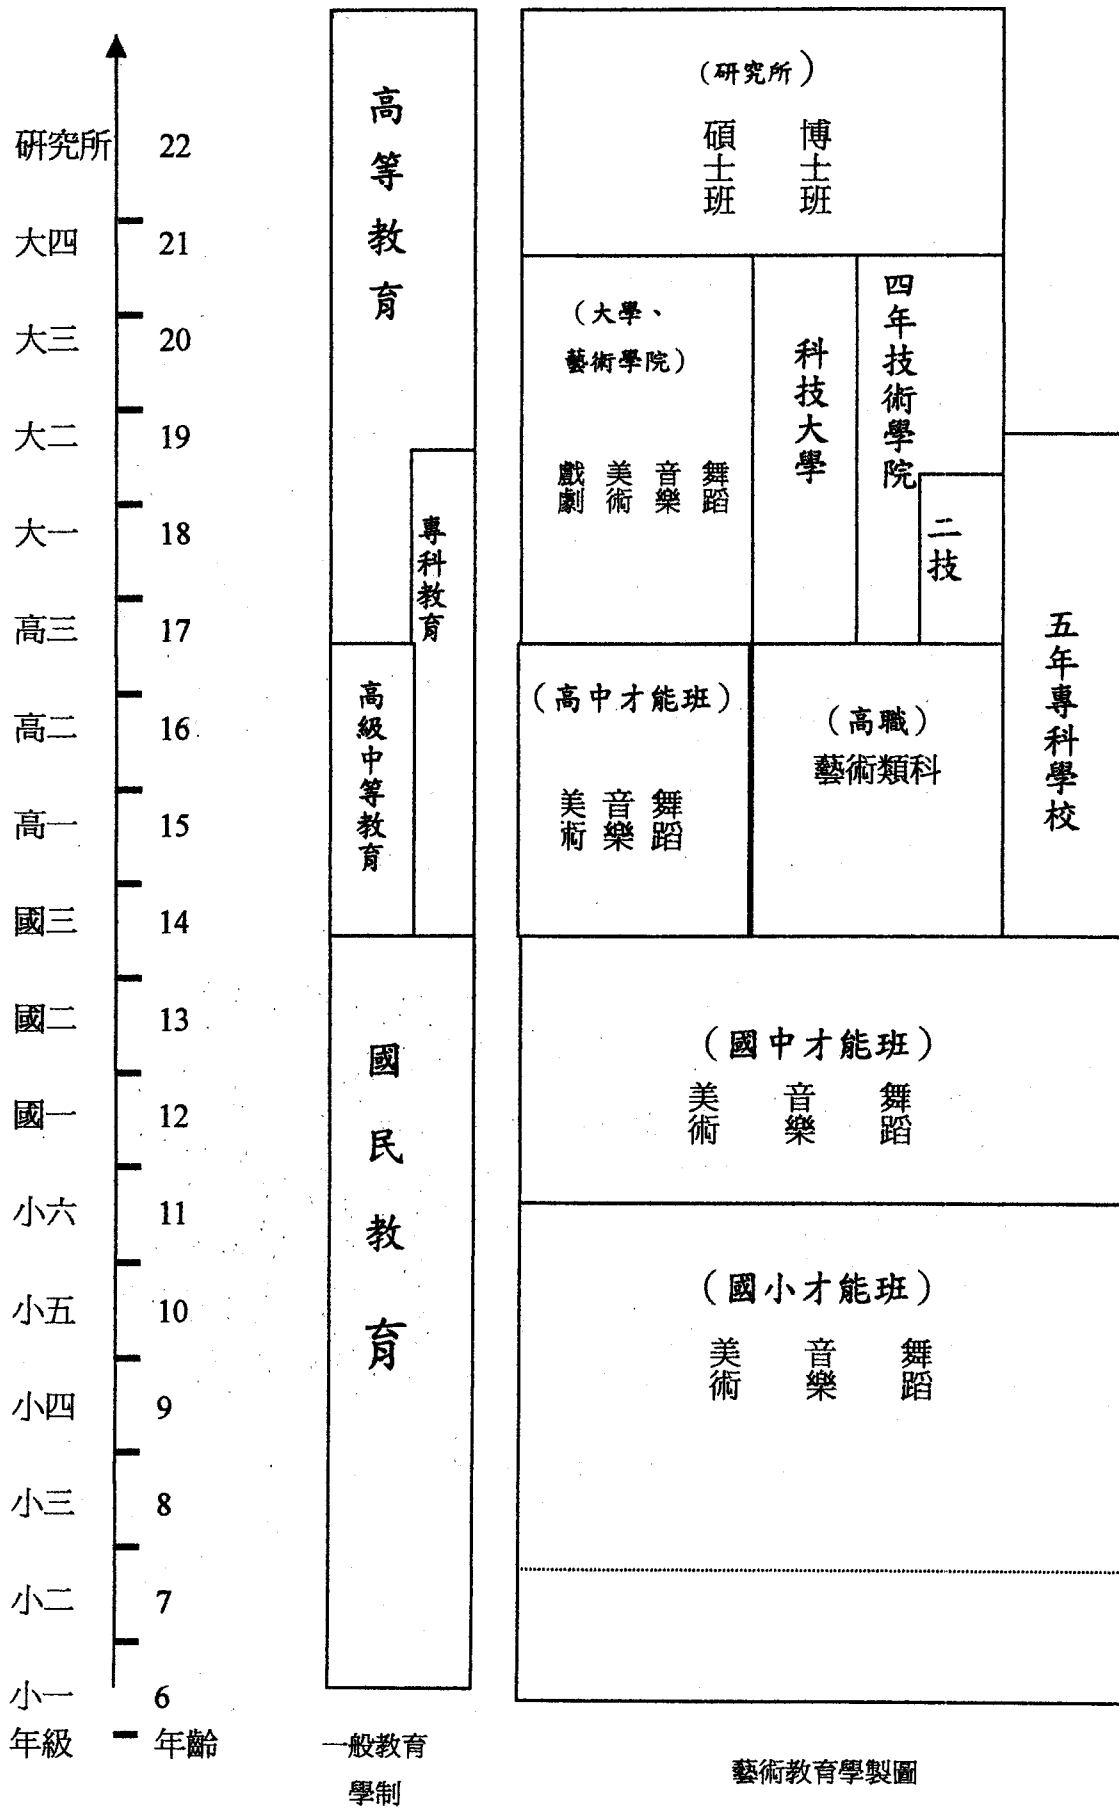 研究所 22
大四 21
大三 20
大二 19
大一 18
高三 17
高二 16
高一 15
國三 14
國二 13
國一 12
小六 11
小五 10
小四 9
小三 8
小二 7
小一 6
年級 年齡
高等教育
專科教育
高級中等教育
國民教育
一般教育
學制
(研究所)
碩士班
博士班
(大學、
藝術學院)
戲劇
美術
音樂
舞蹈
科技大學
四年技術學院
二技
五年專科學校
(高中才能班)
美術
音樂
舞蹈
(高職)
藝術類科
(國中才能班)
美術
音樂
舞蹈
(國小才能班)
美術
音樂
舞蹈
藝術教育學製圖